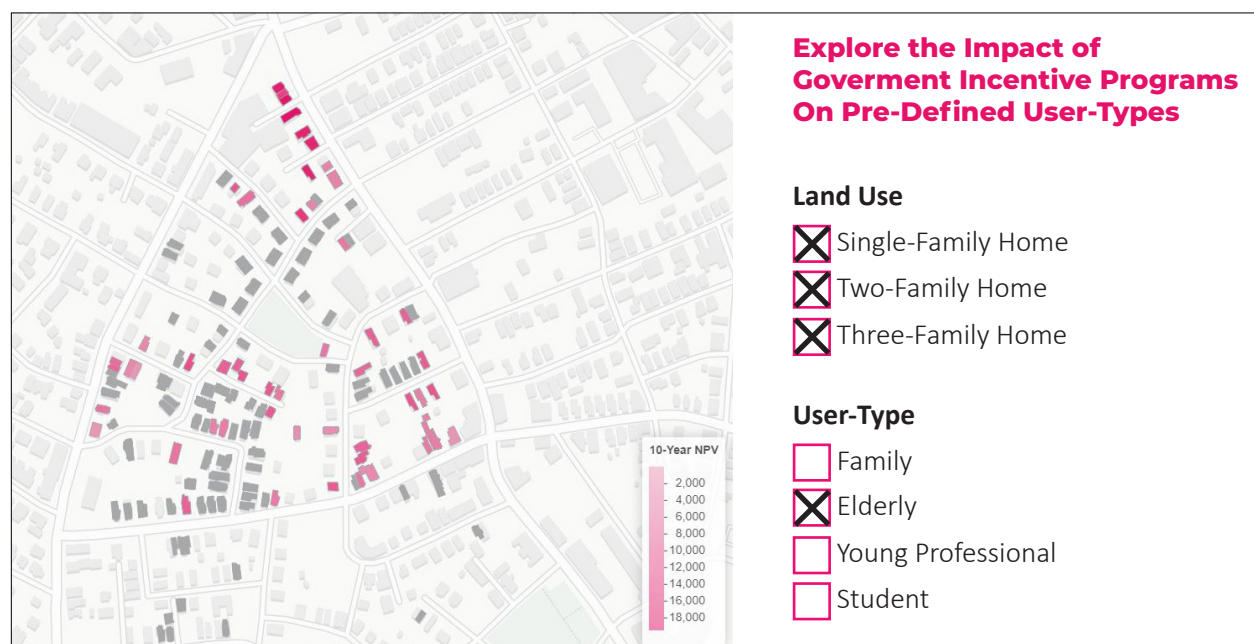 Explore the Impact of
Goverment Incentive Programs
On Pre-Defined User-Types
Land Use
Single-Family Home
Two-Family Home
Three-Family Home
User-Type
Family
Elderly
Young Professional
Student
10-Year NPV
2,000
4,000
6,000
8,000
10,000
12,000
14,000
16,000
18,000